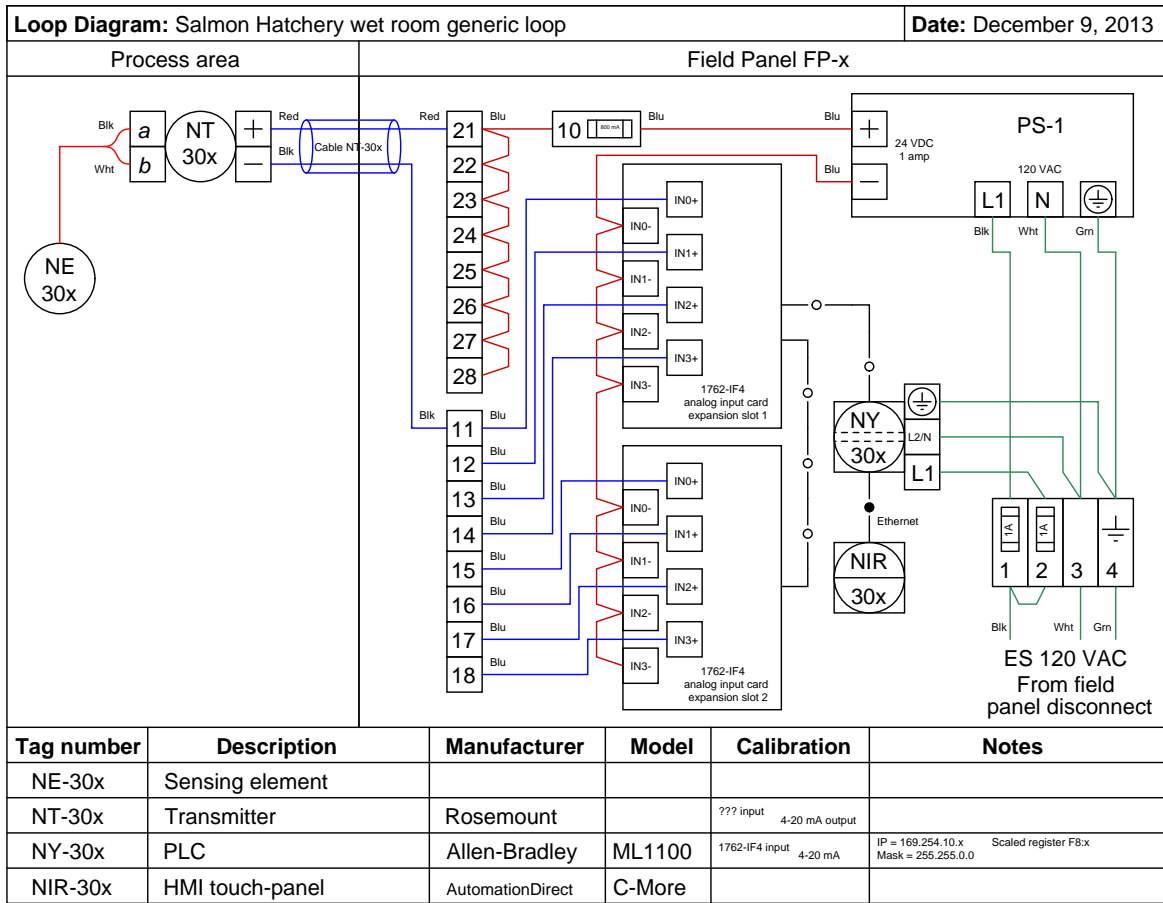 Loop Diagram: Salmon Hatchery wet room generic loop
Date: December 9, 2013
Process area
Field Panel FP-x
Blk
a
b
Wht
NT
30x
+
−
Red
Blk
Cable NT-30x
NE
30x
Red
21
22
23
24
25
26
27
28
Blu
10
800 mA
Blu
Blu
Blu
+
−
24 VDC
1 amp
PS-1
120 VAC
L1
N
Blk
Wht
Grn
IN0+
IN0-
IN1+
IN1-
IN2+
IN2-
IN3+
IN3-
1762-IF4
analog input card
expansion slot 1
Blk
11
12
13
14
15
16
17
18
Blu
Blu
Blu
Blu
Blu
Blu
Blu
Blu
IN0+
IN0-
IN1+
IN1-
IN2+
IN2-
IN3+
IN3-
1762-IF4
analog input card
expansion slot 2
NY
30x
L2/N
L1
Ethernet
NIR
30x
1A
1A
1
2
3
4
Blk
Wht
Grn
ES 120 VAC
From field
panel disconnect
Tag number Description Manufacturer Model Calibration Notes
NE-30x Sensing element
NT-30x Transmitter Rosemount ??? input 4-20 mA output
NY-30x PLC Allen-Bradley ML1100 1762-IF4 input 4-20 mA IP = 169.254.10.x Scaled register F8:x
Mask = 255.255.0.0
NIR-30x HMI touch-panel AutomationDirect C-More